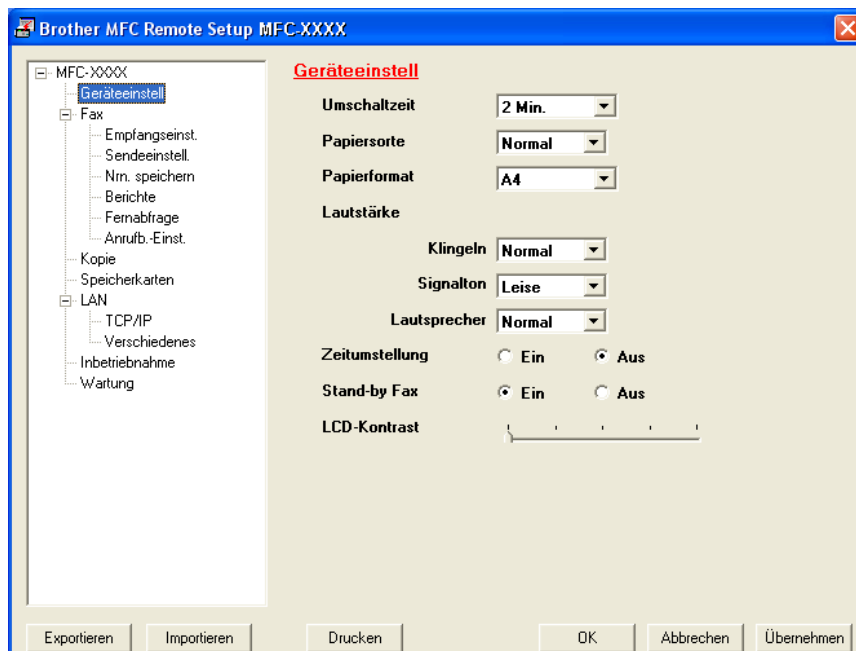 Brother MFC Remote Setup MFC-XXXX
MFC-XXXX
Geräteeinstell
Fax
Empfangseinst.
Sendeeinstell.
Nrn. speichern
Berichte
Fernabfrage
Anrufb.-Einst.
Kopie
Speicherkarten
LAN
TCP/IP
Verschiedenes
Inbetriebnahme
Wartung
Geräteeinstell
Umschaltzeit 2 Min.
Papiersorte Normal
Papierformat A4
Lautstärke
Klingeln Normal
Signalton Leise
Lautsprecher Normal
Zeitumstellung Ein Aus
Stand-by Fax Ein Aus
LCD-Kontrast
Exportieren Importieren Drucken OK Abbrechen Übernehmen